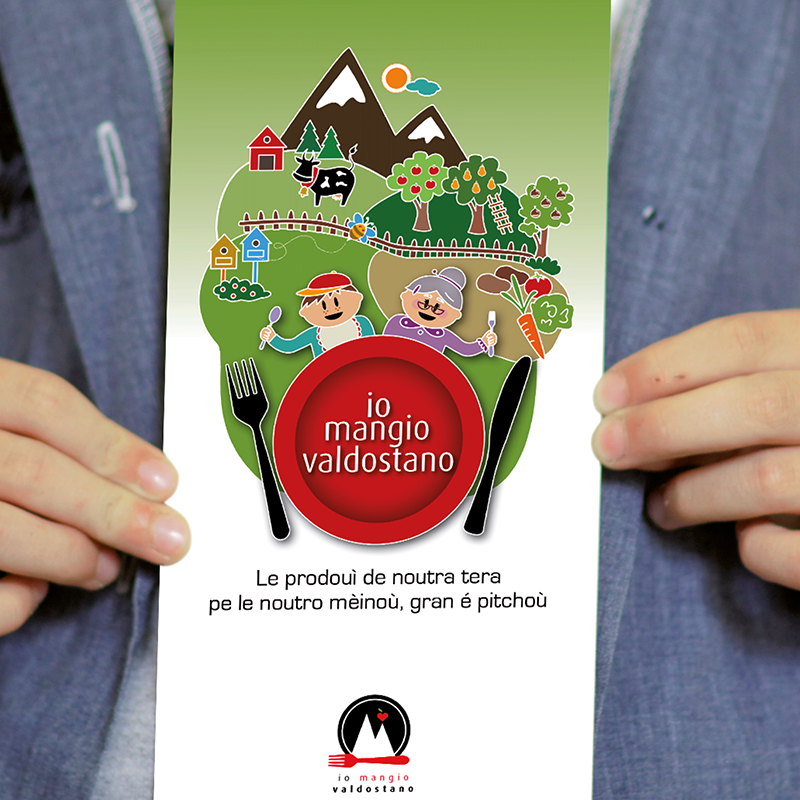 io
mangio
valdostano
Le prodouì de noutra tera
pe le noutro mèinoù, gran é pitchoù
io mangio
valdostano